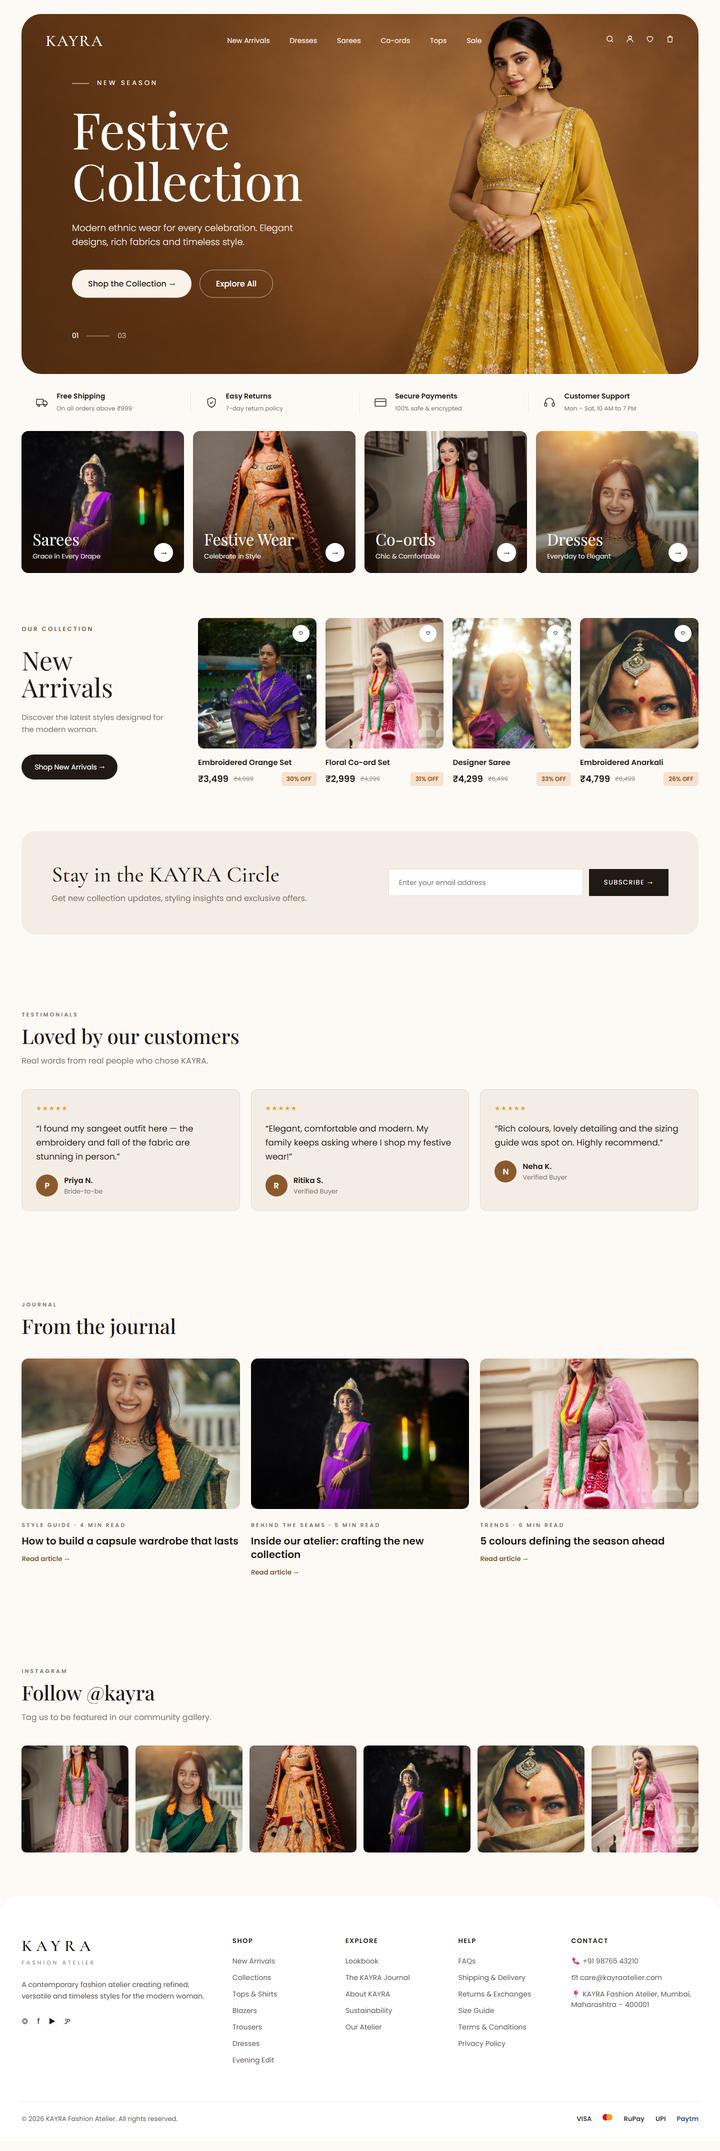 KAYRA
New Arrivals Dresses Sarees Co-ords Tops Sale
NEW SEASON
Festive
Collection
Modern ethnic wear for every celebration. Elegant
designs, rich fabrics and timeless style.
Shop the Collection → Explore All
01 03
Free Shipping
On all orders above ₹999
Easy Returns
7-day return policy
Secure Payments
100% safe & encrypted
Customer Support
Mon – Sat, 10 AM to 7 PM
Sarees
Grace in Every Drape
→
Festive Wear
Celebrate in Style
→
Co-ords
Chic & Comfortable
→
Dresses
Everyday to Elegant
→
OUR COLLECTION
New
Arrivals
Discover the latest styles designed for
the modern woman.
Shop New Arrivals →
Embroidered Orange Set
₹3,499 ₹4,999 30% OFF
Floral Co-ord Set
₹2,999 ₹4,299 31% OFF
Designer Saree
₹4,299 ₹6,499 33% OFF
Embroidered Anarkali
₹4,799 ₹6,499 26% OFF
Stay in the KAYRA Circle
Get new collection updates, styling insights and exclusive offers.
Enter your email address
SUBSCRIBE →
TESTIMONIALS
Loved by our customers
Real words from real people who chose KAYRA.
★★★★★
“I found my sangeet outfit here — the
embroidery and fall of the fabric are
stunning in person.”
P
Priya N.
Bride-to-be
★★★★★
“Elegant, comfortable and modern. My
family keeps asking where I shop my festive
wear!”
R
Ritika S.
Verified Buyer
★★★★★
“Rich colours, lovely detailing and the sizing
guide was spot on. Highly recommend.”
N
Neha K.
Verified Buyer
JOURNAL
From the journal
STYLE GUIDE · 4 MIN READ
How to build a capsule wardrobe that lasts
Read article →
BEHIND THE SEAMS · 5 MIN READ
Inside our atelier: crafting the new
collection
Read article →
TRENDS · 6 MIN READ
5 colours defining the season ahead
Read article →
INSTAGRAM
Follow @kayra
Tag us to be featured in our community gallery.
KAYRA
FASHION ATELIER
A contemporary fashion atelier creating refined,
versatile and timeless styles for the modern woman.
SHOP
New Arrivals
Collections
Tops & Shirts
Blazers
Trousers
Dresses
Evening Edit
EXPLORE
Lookbook
The KAYRA Journal
About KAYRA
Sustainability
Our Atelier
HELP
FAQs
Shipping & Delivery
Returns & Exchanges
Size Guide
Terms & Conditions
Privacy Policy
CONTACT
+91 98765 43210
care@kayraatelier.com
KAYRA Fashion Atelier, Mumbai,
Maharashtra – 400001
© 2026 KAYRA Fashion Atelier. All rights reserved.
VISA RuPay UPI Paytm